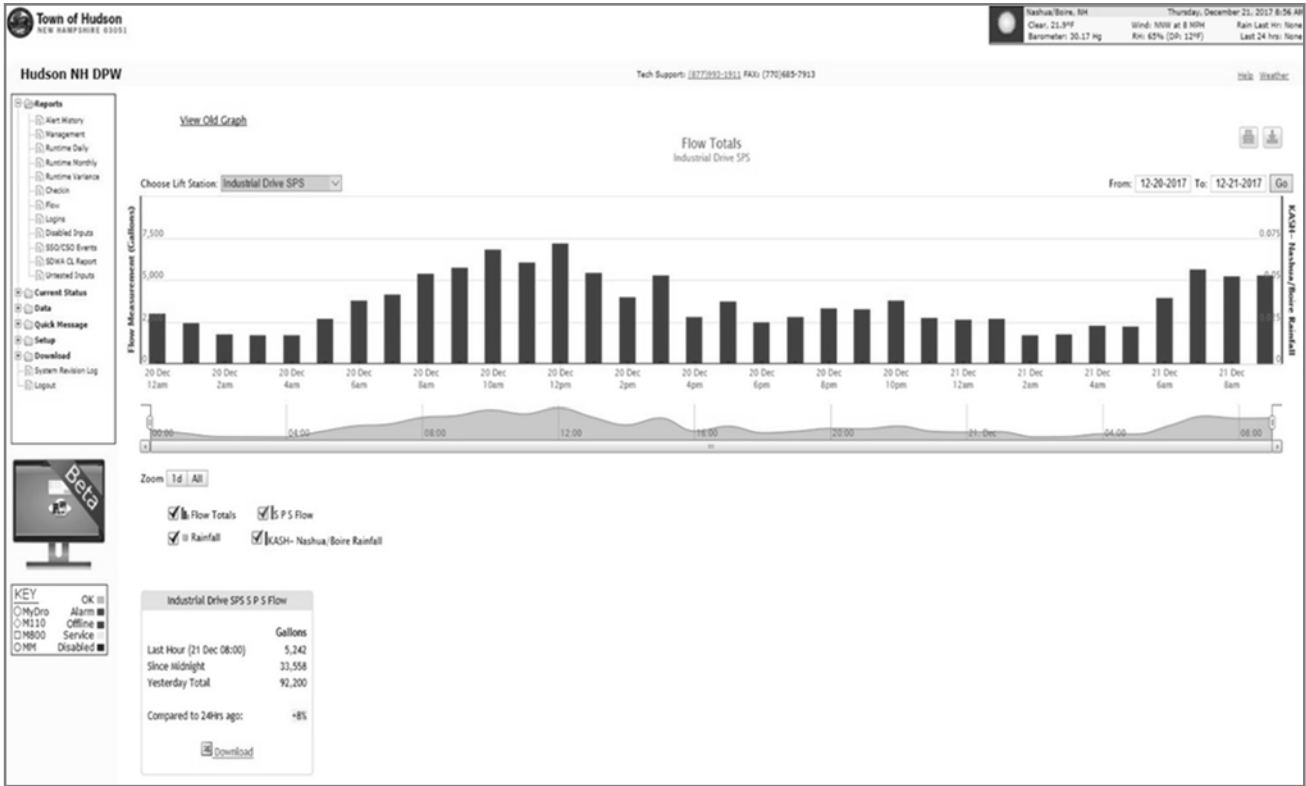 Town of Hudson
NEW HAMPSHIRE 03051
Nashua/Boire, NH Thursday, December 21, 2017 8:56 AM
Clear, 21.9°F Wind: NNW at 8 MPH Rain Last Hr: None
Barometer: 30.17 Hg RH: 65% (DP: 12°F) Last 24 hrs: None
Hudson NH DPW
Tech Support: (877)993-1911 FAX: (770)685-7913
Help Weather
Reports
Alert History
Management
Runtime Daily
Runtime Monthly
Runtime Variance
Checkin
Flow
Logins
Disabled Inputs
SSO/CSO Events
SDWA CL Report
Untested Inputs
Current Status
Data
Quick Message
Setup
Download
System Revision Log
Logout
View Old Graph
Flow Totals
Industrial Drive SPS
Choose Lift Station: Industrial Drive SPS
From: 12-20-2017 To: 12-21-2017 Go
Flow Measurement (Gallons)
7,500
5,000
0
KASH- Nashua/Boire Rainfall
0.075
0
20 Dec 12am
20 Dec 2am
20 Dec 4am
20 Dec 6am
20 Dec 8am
20 Dec 10am
20 Dec 12pm
20 Dec 2pm
20 Dec 4pm
20 Dec 6pm
20 Dec 8pm
20 Dec 10pm
21 Dec 12am
21 Dec 2am
21 Dec 4am
21 Dec 6am
21 Dec 8am
00:00 04:00 08:00 12:00 16:00 20:00 21. Dec 04:00 08:00
Zoom 1d All
Flow Totals S P S Flow
Rainfall KASH- Nashua/Boire Rainfall
Beta
KEY
OK
MyDro Alarm
M110 Offline
M800 Service
MM Disabled
Industrial Drive SPS S P S Flow
Gallons
Last Hour (21 Dec 08:00) 5,242
Since Midnight 33,558
Yesterday Total 92,200
Compared to 24Hrs ago: -8%
Download